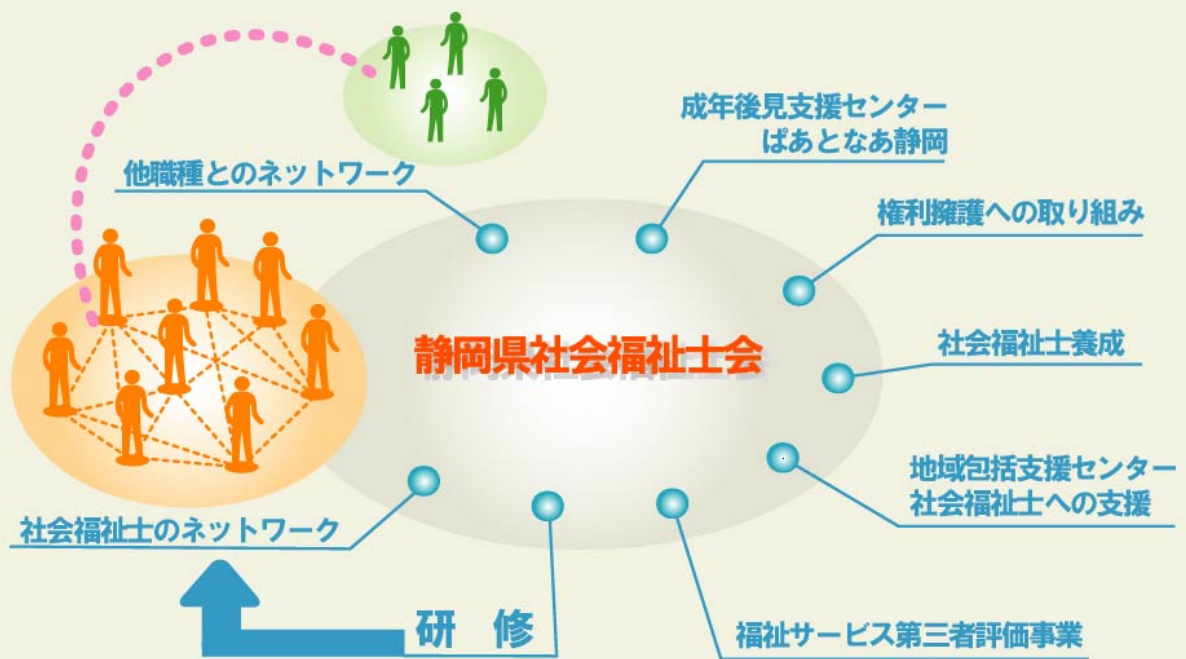 成年後見支援センター
ぱあとなあ静岡
他職種とのネットワーク
権利擁護への取り組み
静岡県社会福祉士会
社会福祉士養成
地域包括支援センター
社会福祉士への支援
社会福祉士のネットワーク
研 修
福祉サービス第三者評価事業